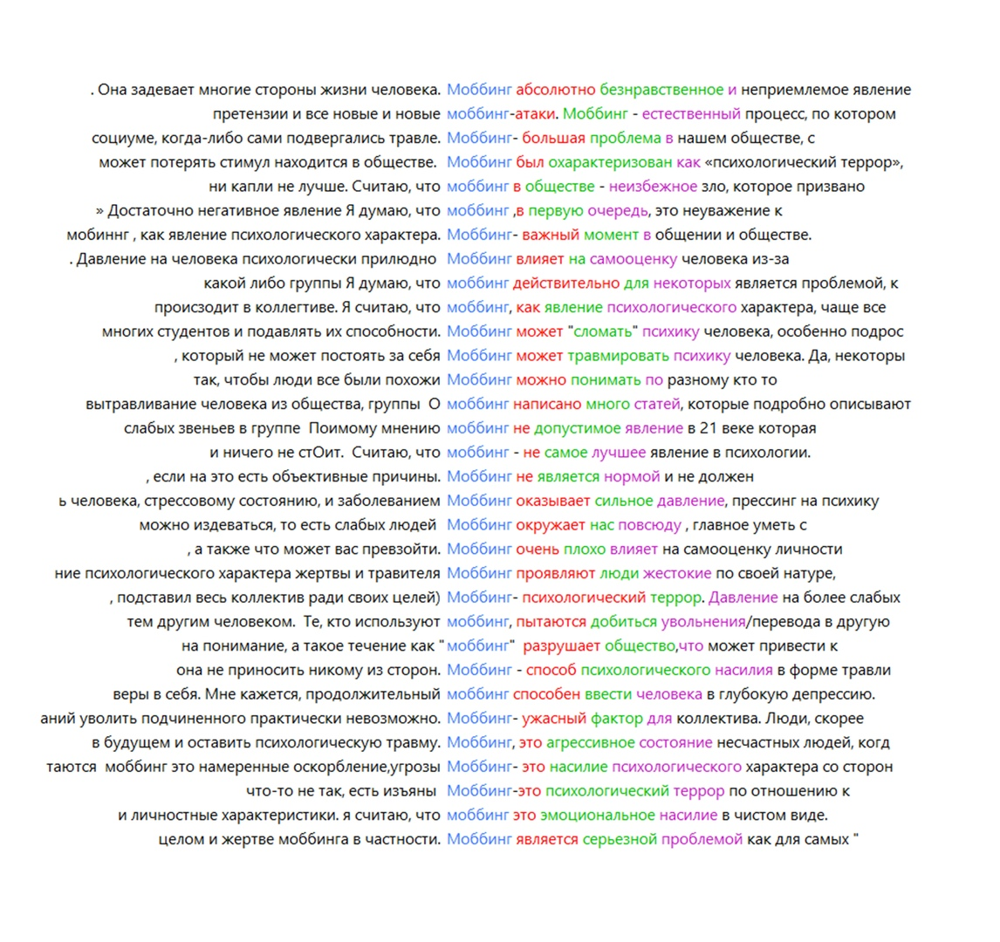 . Она задевает многие стороны жизни человека. Моббинг абсолютно безнравственное и неприемлемое явление
претензии и все новые и новые моббинг-атаки. Моббинг - естественный процесс, по котором
социуме, когда-либо сами подвергались травле. Моббинг- большая проблема в нашем обществе, с
может потерять стимул находится в обществе. Моббинг был охарактеризован как «психологический террор»,
ни капли не лучше. Считаю, что моббинг в обществе - неизбежное зло, которое призвано
» Достаточно негативное явление Я думаю, что моббинг ,в первую очередь, это неуважение к
мобиннг , как явление психологического характера. Моббинг- важный момент в общении и обществе.
. Давление на человека психологически прилюдно Моббинг влияет на самооценку человека из-за
какой либо группы Я думаю, что моббинг действительно для некоторых является проблемой, к
происзодит в коллегтиве. Я считаю, что моббинг, как явление психологического характера, чаще все
многих студентов и подавлять их способности. Моббинг может "сломать" психику человека, особенно подрос
, который не может постоять за себя Моббинг может травмировать психику человека. Да, некоторы
так, чтобы люди все были похожи Моббинг можно понимать по разному кто то
вытравливание человека из общества, группы О моббинг написано много статей, которые подробно описывают
слабых звеньев в группе Поимому мнению моббинг не допустимое явление в 21 веке которая
и ничего не стОит. Считаю, что моббинг - не самое лучшее явление в психологии.
, если на это есть объективные причины. Моббинг не является нормой и не должен
ь человека, стрессовому состоянию, и заболеванием Моббинг оказывает сильное давление, прессинг на психику
можно издеваться, то есть слабых людей Моббинг окружает нас повсюду , главное уметь с
, а также что может вас превзойти. Моббинг очень плохо влияет на самооценку личности
ние психологического характера жертвы и травителя Моббинг проявляют люди жестокие по своей натуре,
, подставил весь коллектив ради своих целей) Моббинг- психологический террор. Давление на более слабых
тем другим человеком. Те, кто используют моббинг, пытаются добиться увольнения/перевода в другую
на понимание, а такое течение как "моббинг" разрушает общество,что может привести к
она не приносить никому из сторон. Моббинг - способ психологического насилия в форме травли
веры в себя. Мне кажется, продолжительный моббинг способен ввести человека в глубокую депрессию.
аний уволить подчиненного практически невозможно. Моббинг- ужасный фактор для коллектива. Люди, скорее
в будущем и оставить психологическую травму. Моббинг, это агрессивное состояние несчастных людей, когд
таются моббинг это намеренные оскорбление,угрозы Моббинг- это насилие психологического характера со сторон
что-то не так, есть изъяны Моббинг-это психологический террор по отношению к
и личностные характеристики. я считаю, что моббинг это эмоциональное насилие в чистом виде.
целом и жертве моббинга в частности. Моббинг является серьезной проблемой как для самых "